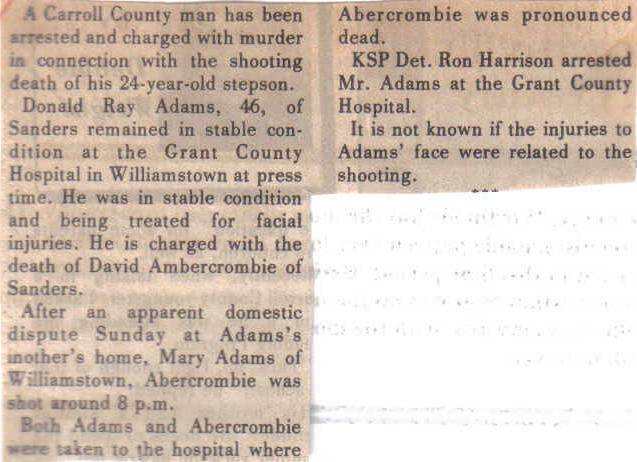 A Carroll County man has been
arrested and charged with murder
in connection with the shooting
death of his 24-year-old stepson.
Donald Ray Adams, 46, of
Sanders remained in stable con-
dition at the Grant County
Hospital in Williamstown at press
time. He was in stable condition
and being treated for facial
injuries. He is charged with the
death of David Ambercrombie of
Sanders.
After an apparent domestic
dispute Sunday at Adams's
mother's home, Mary Adams of
Williamstown, Abercrombie was
shot around 8 p.m.
Both Adams and Abercrombie
were taken to the hospital where
Abercrombie was pronounced
dead.
KSP Det. Ron Harrison arrested
Mr. Adams at the Grant County
Hospital.
It is not known if the injuries to
Adams' face were related to the
shooting.
***